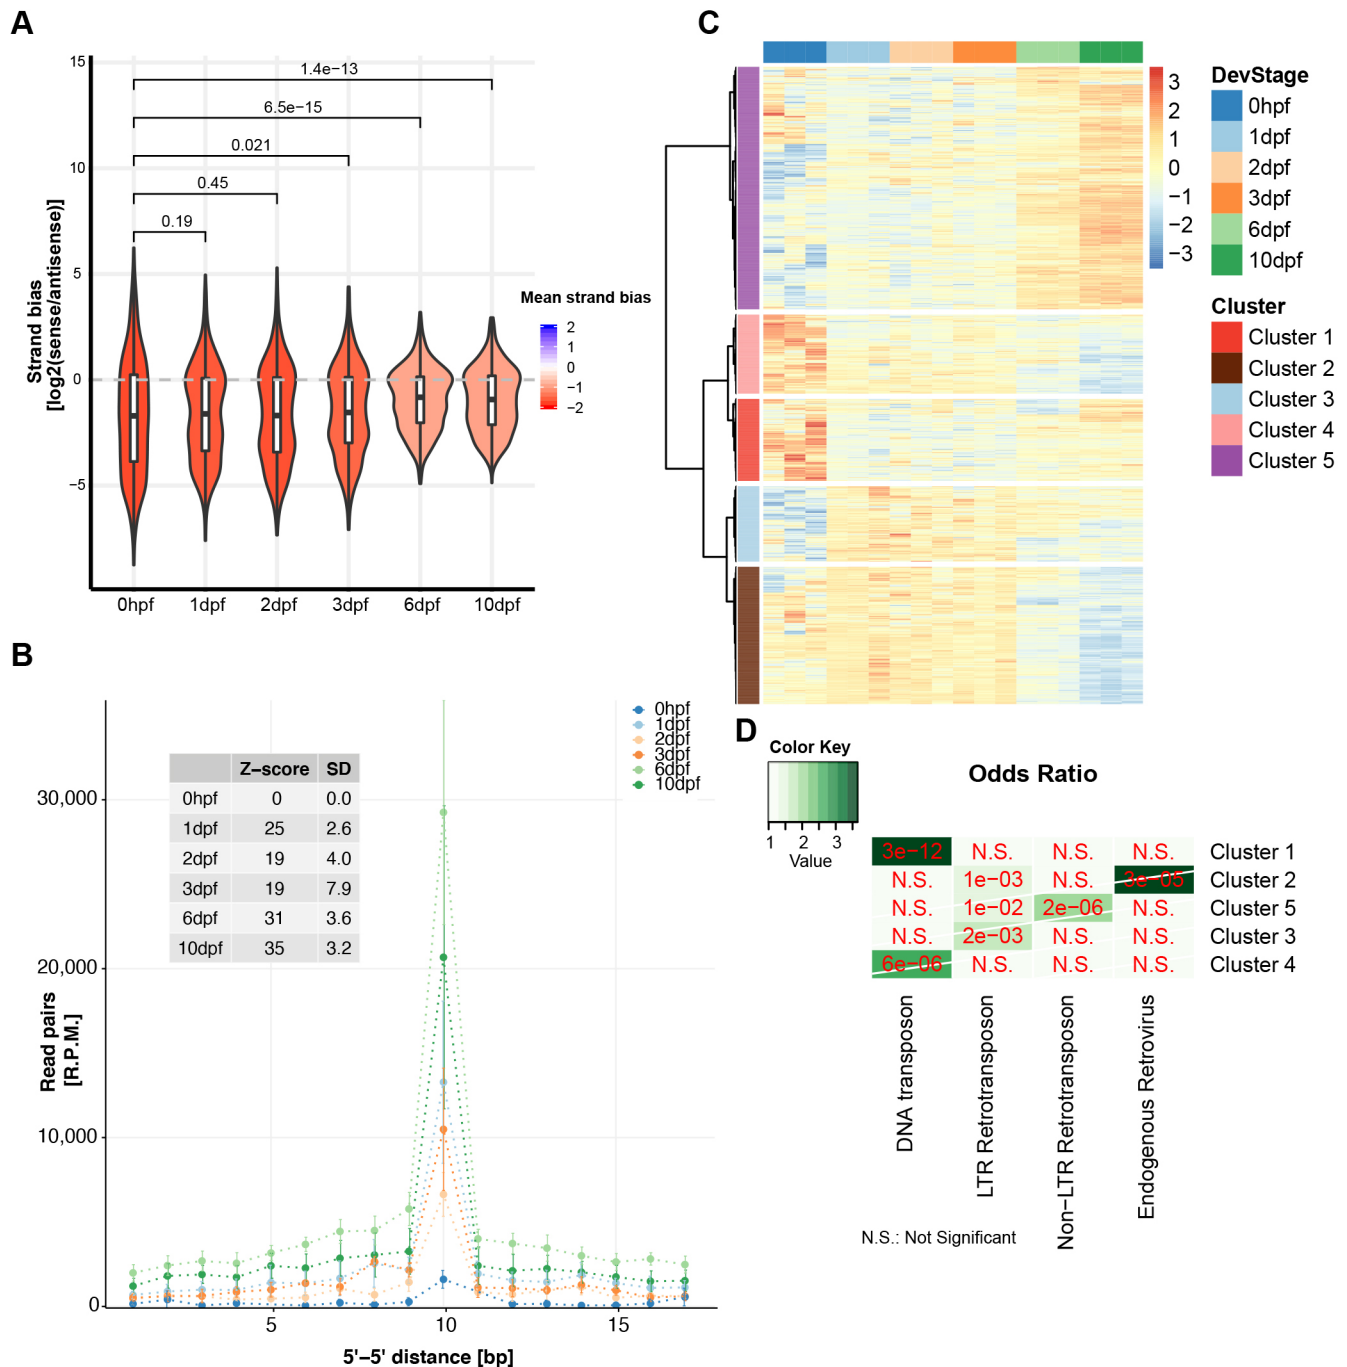 A
Strand bias
[log2(sense/antisense)]
15
10
5
0
−5
1.4e−13
6.5e−15
0.021
0.45
0.19
0hpf 1dpf 2dpf 3dpf 6dpf 10dpf
Mean strand bias
2
1
0
−1
−2
B
Read pairs
[R.P.M.]
30,000
20,000
10,000
0
5 10 15
5'−5' distance [bp]
Z−score SD
0hpf 0 0.0
1dpf 25 2.6
2dpf 19 4.0
3dpf 19 7.9
6dpf 31 3.6
10dpf 35 3.2
0hpf
1dpf
2dpf
3dpf
6dpf
10dpf
C
3
2
1
0
−1
−2
−3
DevStage
0hpf
1dpf
2dpf
3dpf
6dpf
10dpf
Cluster
Cluster 1
Cluster 2
Cluster 3
Cluster 4
Cluster 5
D
Color Key
1 2 3
Value
Odds Ratio
3e−12 N.S. N.S. N.S. Cluster 1
N.S. 1e−03 N.S. 3e−05 Cluster 2
N.S. 1e−02 2e−06 N.S. Cluster 5
N.S. 2e−03 N.S. N.S. Cluster 3
6e−06 N.S. N.S. N.S. Cluster 4
DNA transposon
LTR Retrotransposon
Non−LTR Retrotransposon
Endogenous Retrovirus
N.S.: Not Significant